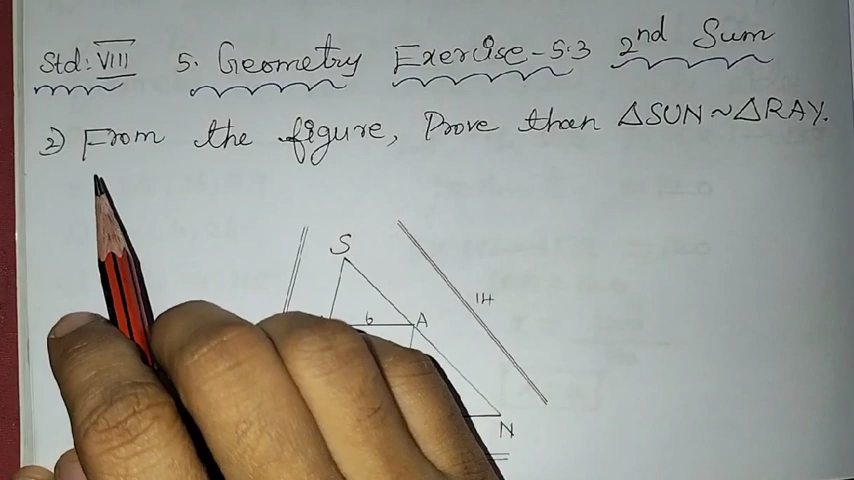 Std: VIII 5. Geometry Exercise-5.3 2nd Sum
2) From the figure, Prove than ΔSUN ~ ΔRAY.
S
14
6 A
N